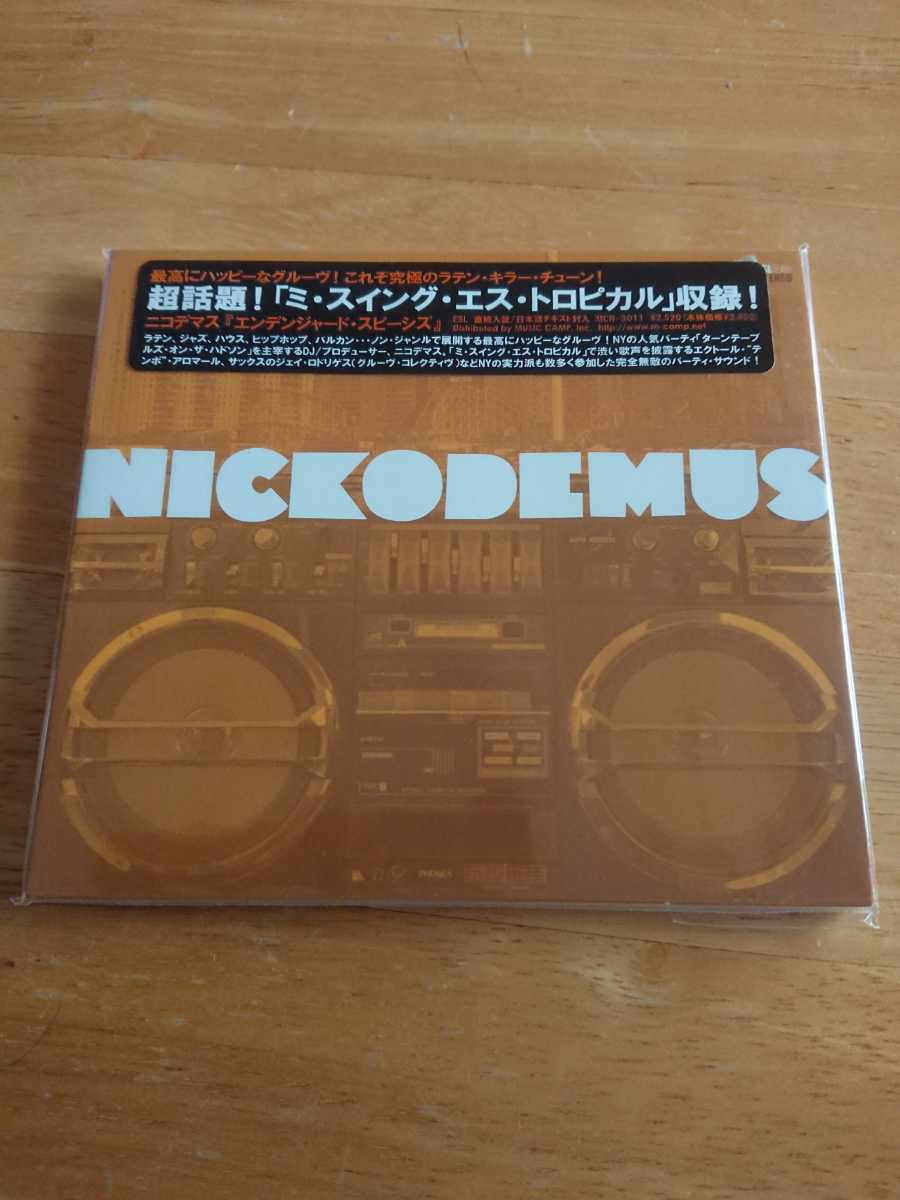 最高にハッピーなグルーヴ!これぞ究極のラテン・キラー・チューン!
超話題!「ミ・スイング・エス・トロピカル」収録!
ニコデマス『エンデンジャード・スピーシズ』
ESL 直輸入盤/日本語テキスト封入 MCR-3011 ¥2,520(本体価格¥2,400)
Distributed by MUSIC CAMP, Inc. http://www.m-camp.net
ラテン、ジャズ、ハウス、ヒップホップ、バルカン・・・ノン・ジャンルで展開する最高にハッピーなグルーヴ!NYの人気パーティ「ターンテーブ
ルズ・オン・ザ・ハドソン」を主宰するDJ/プロデューサー、ニコデマス。「ミ・スイング・エス・トロピカル」で渋い歌声を披露するエクトール・"テ
ンポ"・アロマール、サックスのジェイ・ロドリゲス(グルーヴ・コレクティヴ)などNYの実力派も数多く参加した完全無敵のパーティ・サウンド!
NICKODEMUS
PHONES